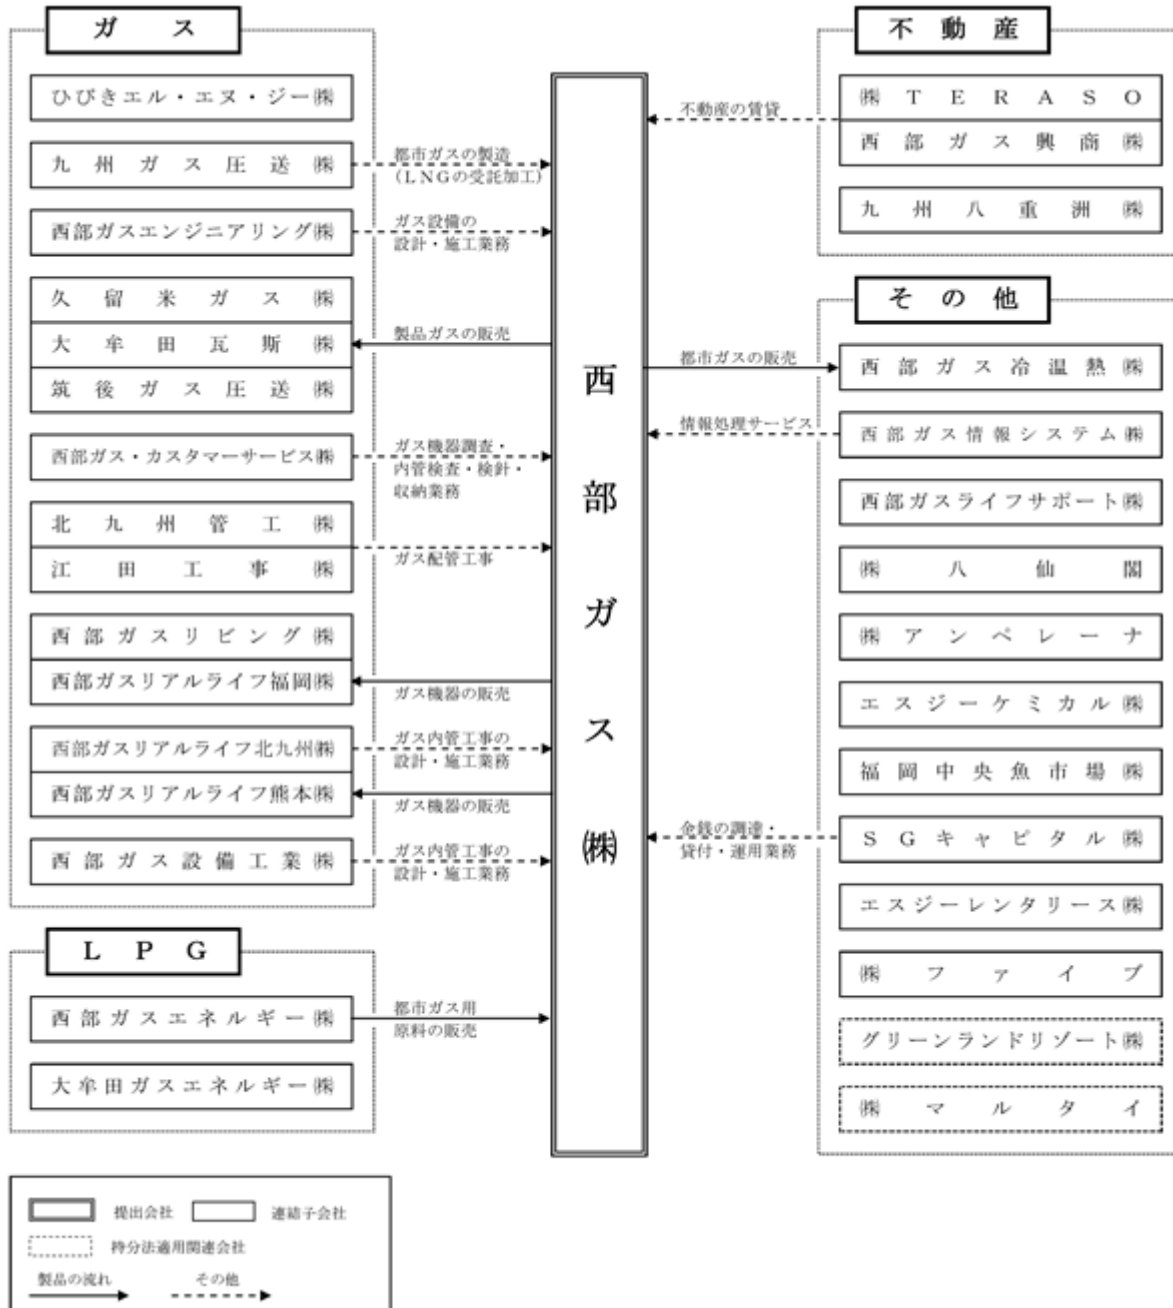 ガス
ひびきエル・エヌ・ジー㈱
九州ガス圧送㈱
都市ガスの製造
(LNGの受託加工)
西部ガスエンジニアリング㈱
ガス設備の
設計・施工業務
久留米ガス㈱
大牟田瓦斯㈱
筑後ガス圧送㈱
製品ガスの販売
西部ガス・カスタマーサービス㈱
ガス機器調査・
内管検査・検針・
収納業務
北九州管工㈱
江田工事㈱
ガス配管工事
西部ガスリビング㈱
西部ガスリアルライフ福岡㈱
ガス機器の販売
西部ガスリアルライフ北九州㈱
ガス内管工事の
設計・施工業務
西部ガスリアルライフ熊本㈱
ガス機器の販売
西部ガス設備工業㈱
ガス内管工事の
設計・施工業務
LPG
西部ガスエネルギー㈱
都市ガス用
原料の販売
大牟田ガスエネルギー㈱
西部ガス㈱
不動産
㈱TERASO
西部ガス興商㈱
不動産の賃貸
九州八重洲㈱
その他
都市ガスの販売
西部ガス冷温熱㈱
情報処理サービス
西部ガス情報システム㈱
西部ガスライフサポート㈱
㈱八仙閣
㈱アンペレーナ
エスジーケミカル㈱
福岡中央魚市場㈱
金銭の調達・
貸付・運用業務
SGキャピタル㈱
エスジーレンタリース㈱
㈱ファイブ
グリーンランドリゾート㈱
㈱マルタイ
提出会社
連結子会社
持分法適用関連会社
製品の流れ
その他